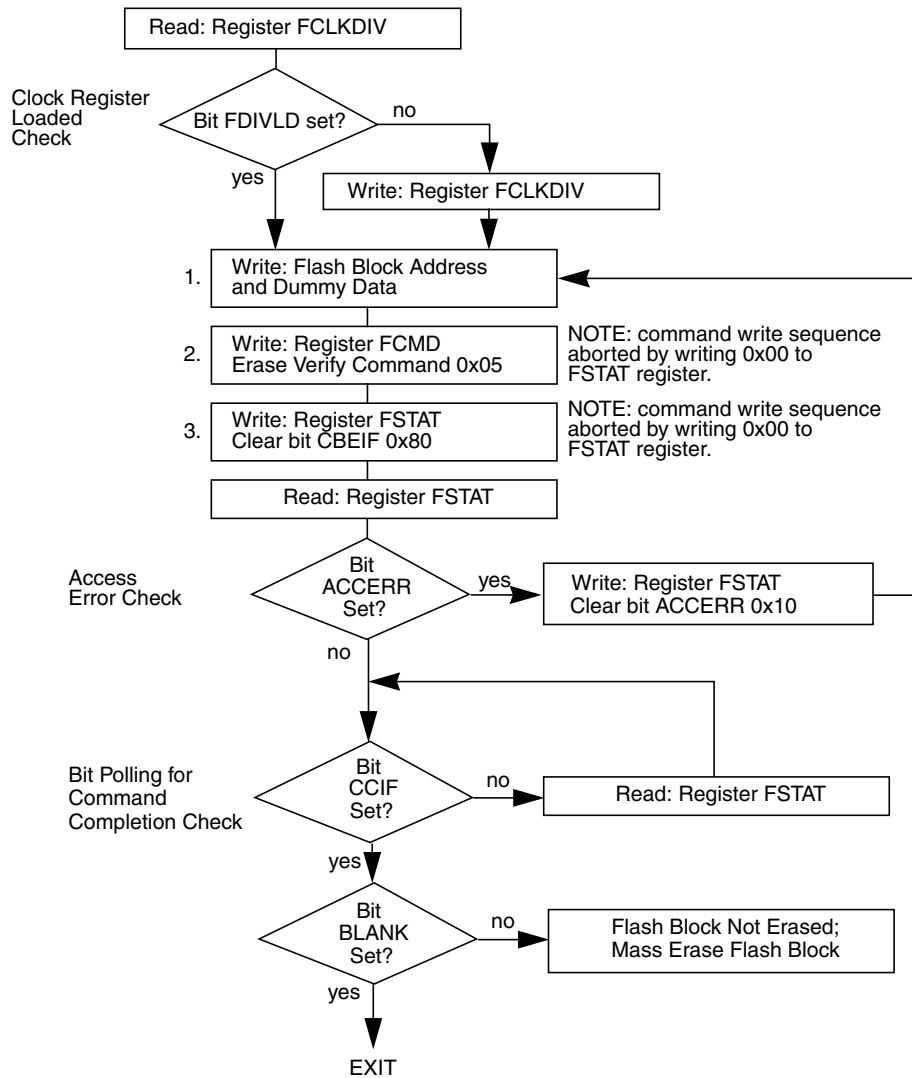 Read: Register FCLKDIV
Clock Register
Loaded
Check
Bit FDIVLD set?
no
yes
Write: Register FCLKDIV
1.
Write: Flash Block Address
and Dummy Data
2.
Write: Register FCMD
Erase Verify Command 0x05
NOTE: command write sequence
aborted by writing 0x00 to
FSTAT register.
3.
Write: Register FSTAT
Clear bit CBEIF 0x80
NOTE: command write sequence
aborted by writing 0x00 to
FSTAT register.
Read: Register FSTAT
Access
Error Check
Bit
ACCERR
Set?
yes
Write: Register FSTAT
Clear bit ACCERR 0x10
no
Bit Polling for
Command
Completion Check
Bit
CCIF
Set?
no
Read: Register FSTAT
yes
Bit
BLANK
Set?
no
Flash Block Not Erased;
Mass Erase Flash Block
yes
EXIT